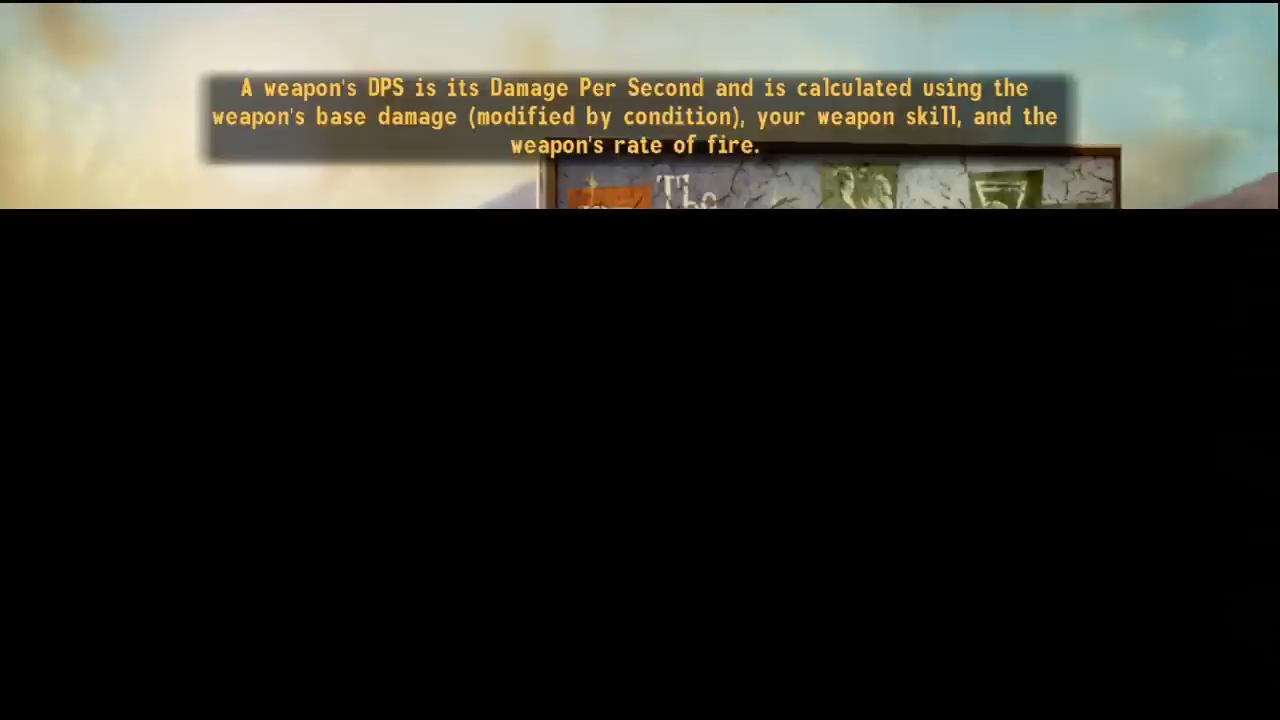 A weapon's DPS is its Damage Per Second and is calculated using the
weapon's base damage (modified by condition), your weapon skill, and the
weapon's rate of fire.
The